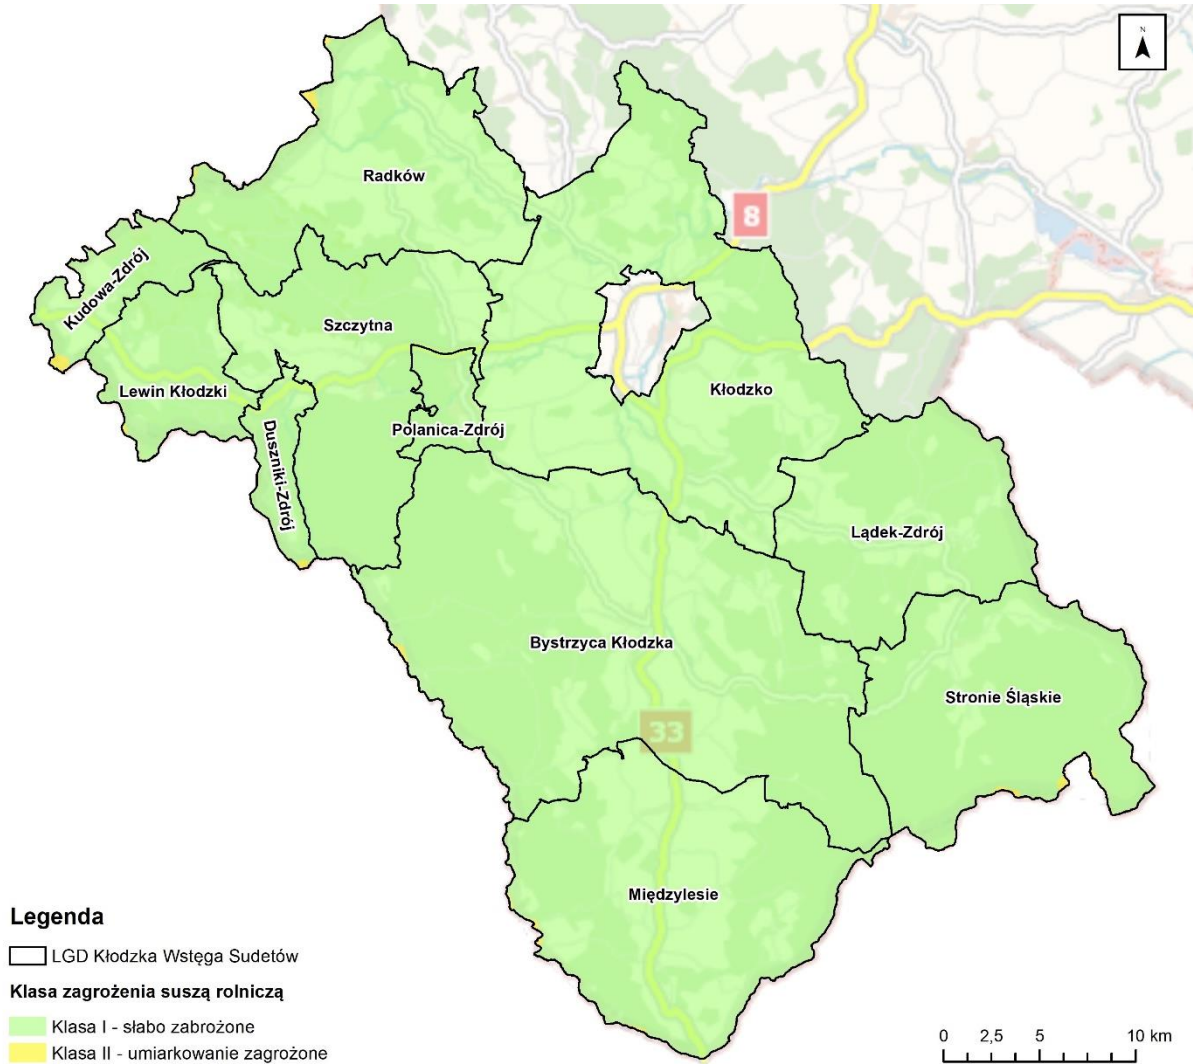 N
8
Radków
Kudowa-Zdrój
Szczytna
Lewin Kłodzki
Kłodzko
Polanica-Zdrój
Duszniki-Zdrój
Lądek-Zdrój
Bystrzyca Kłodzka
Stronie Śląskie
33
Międzylesie
Legenda
LGD Kłodzka Wstęga Sudetów
Klasa zagrożenia suszą rolniczą
Klasa I - słabo zabrożone
Klasa II - umiarkowanie zagrożone
0 2,5 5 10 km